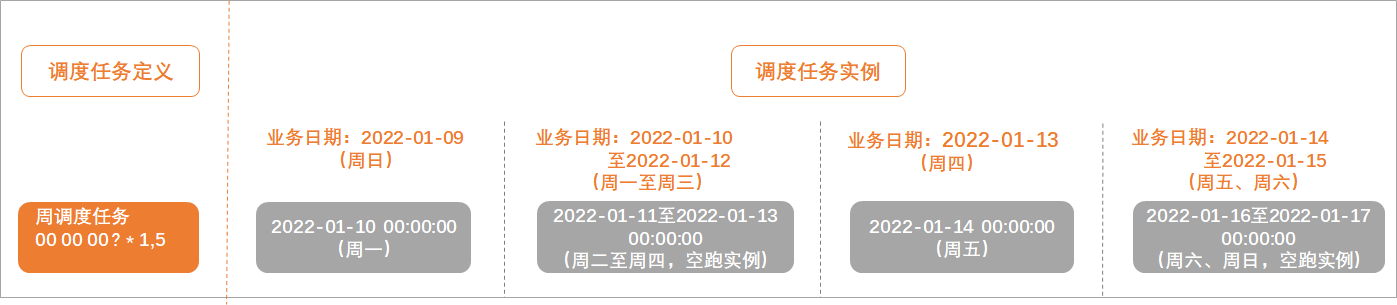 调度任务定义
调度任务实例
周调度任务
00 00 00? * 1,5
业务日期：2022-01-09
（周日）
2022-01-10 00:00:00
（周一）
业务日期：2022-01-10
至2022-01-12
（周一至周三）
2022-01-11至2022-01-13
00:00:00
（周二至周四，空跑实例）
业务日期：2022-01-13
（周四）
2022-01-14 00:00:00
（周五）
业务日期：2022-01-14
至2022-01-15
（周五、周六）
2022-01-16至2022-01-17
00:00:00
（周六、周日，空跑实例）